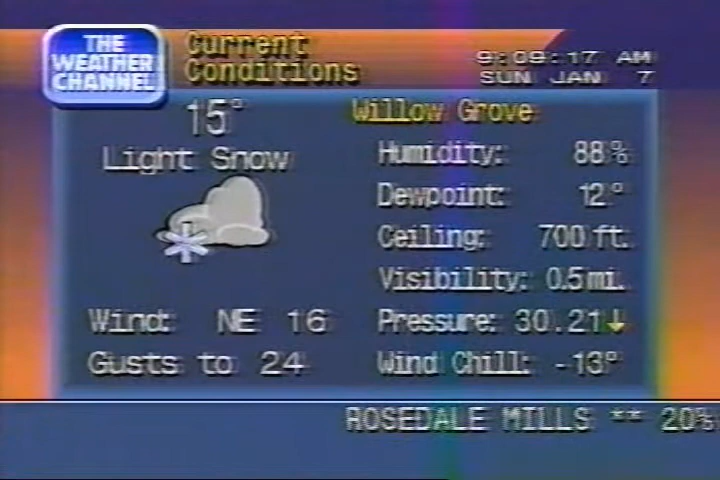 THE
WEATHER
CHANNEL
Current
Conditions
9:09:17 AM
SUN JAN 7
15°
Light Snow
Wind: NE 16
Gusts to 24
Willow Grove
Humidity: 88%
Dewpoint: 12°
Ceiling: 700 ft.
Visibility: 0.5 mi.
Pressure: 30.21↓
Wind Chill: -13°
ROSEDALE MILLS ** 20%